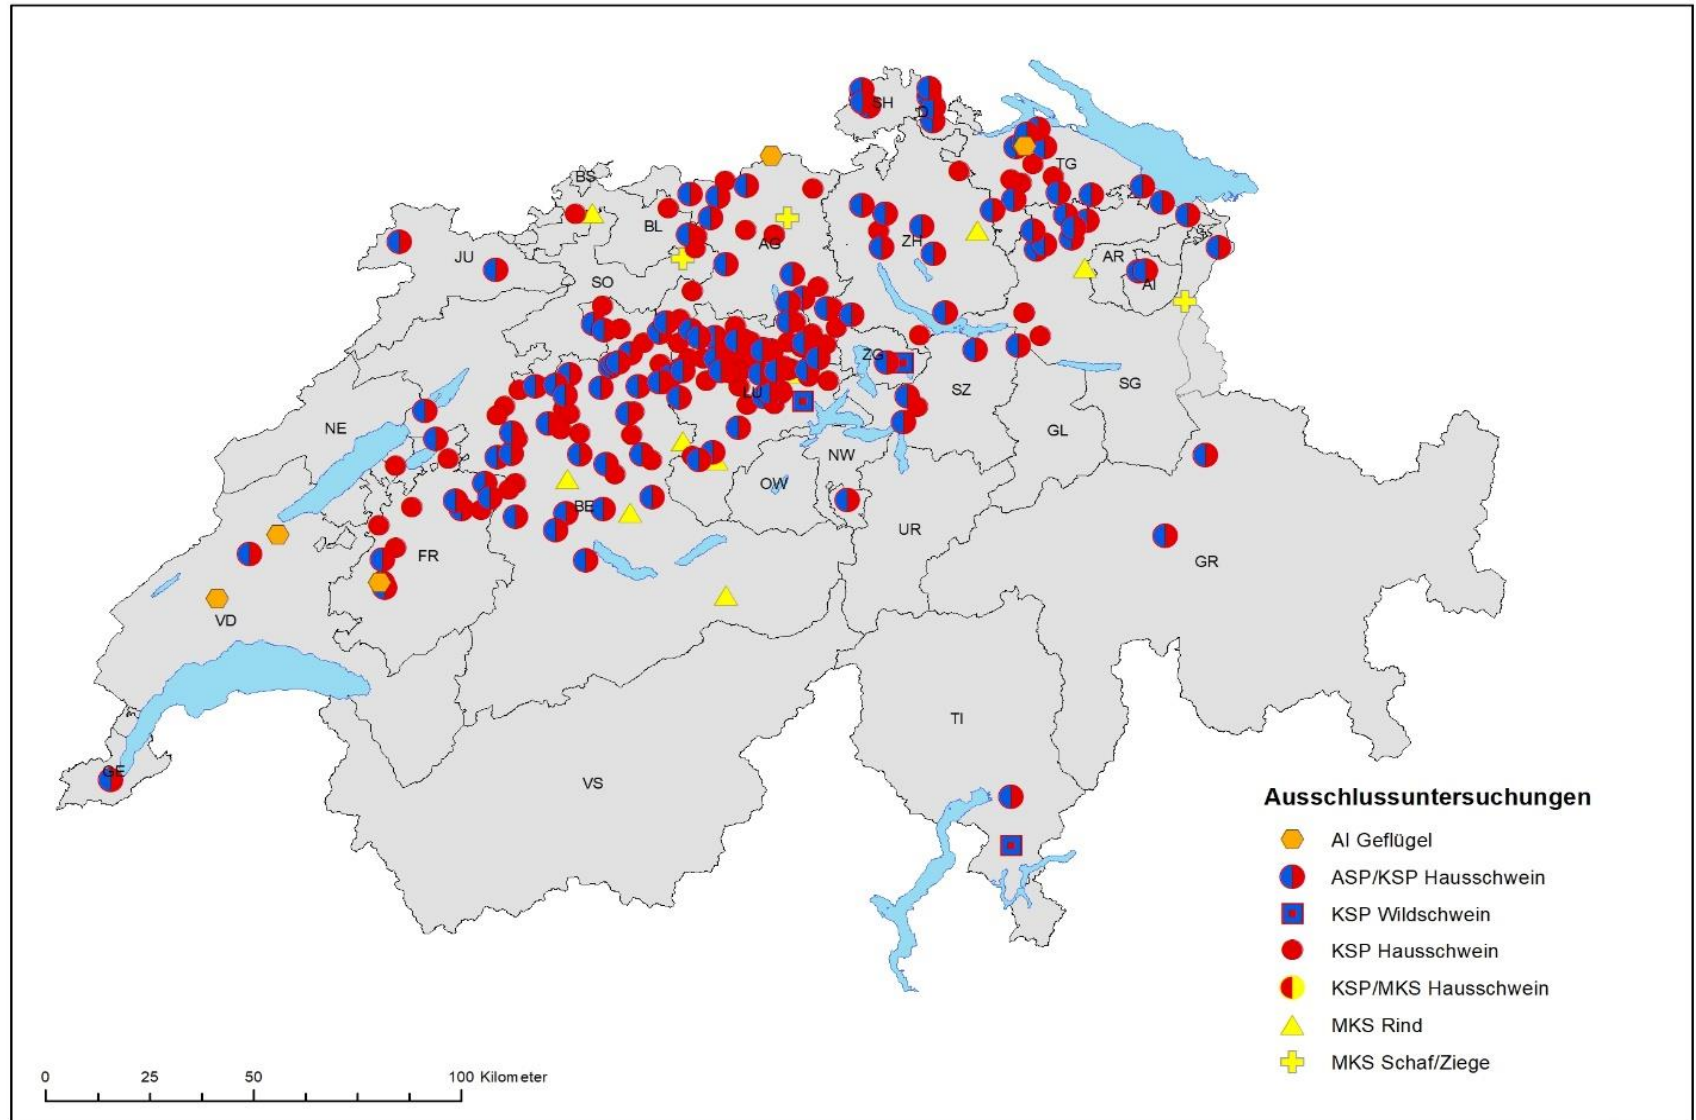 SH
D
TG
BS
BL
AG
ZH
JU
SO
AR
AI
ZG
LU
SZ
SG
NE
GL
NW
OW
BE
UR
FR
GR
VD
TI
GE
VS
Ausschlussuntersuchungen
AI Geflügel
ASP/KSP Hausschwein
KSP Wildschwein
KSP Hausschwein
KSP/MKS Hausschwein
MKS Rind
MKS Schaf/Ziege
0 25 50 100 Kilometer